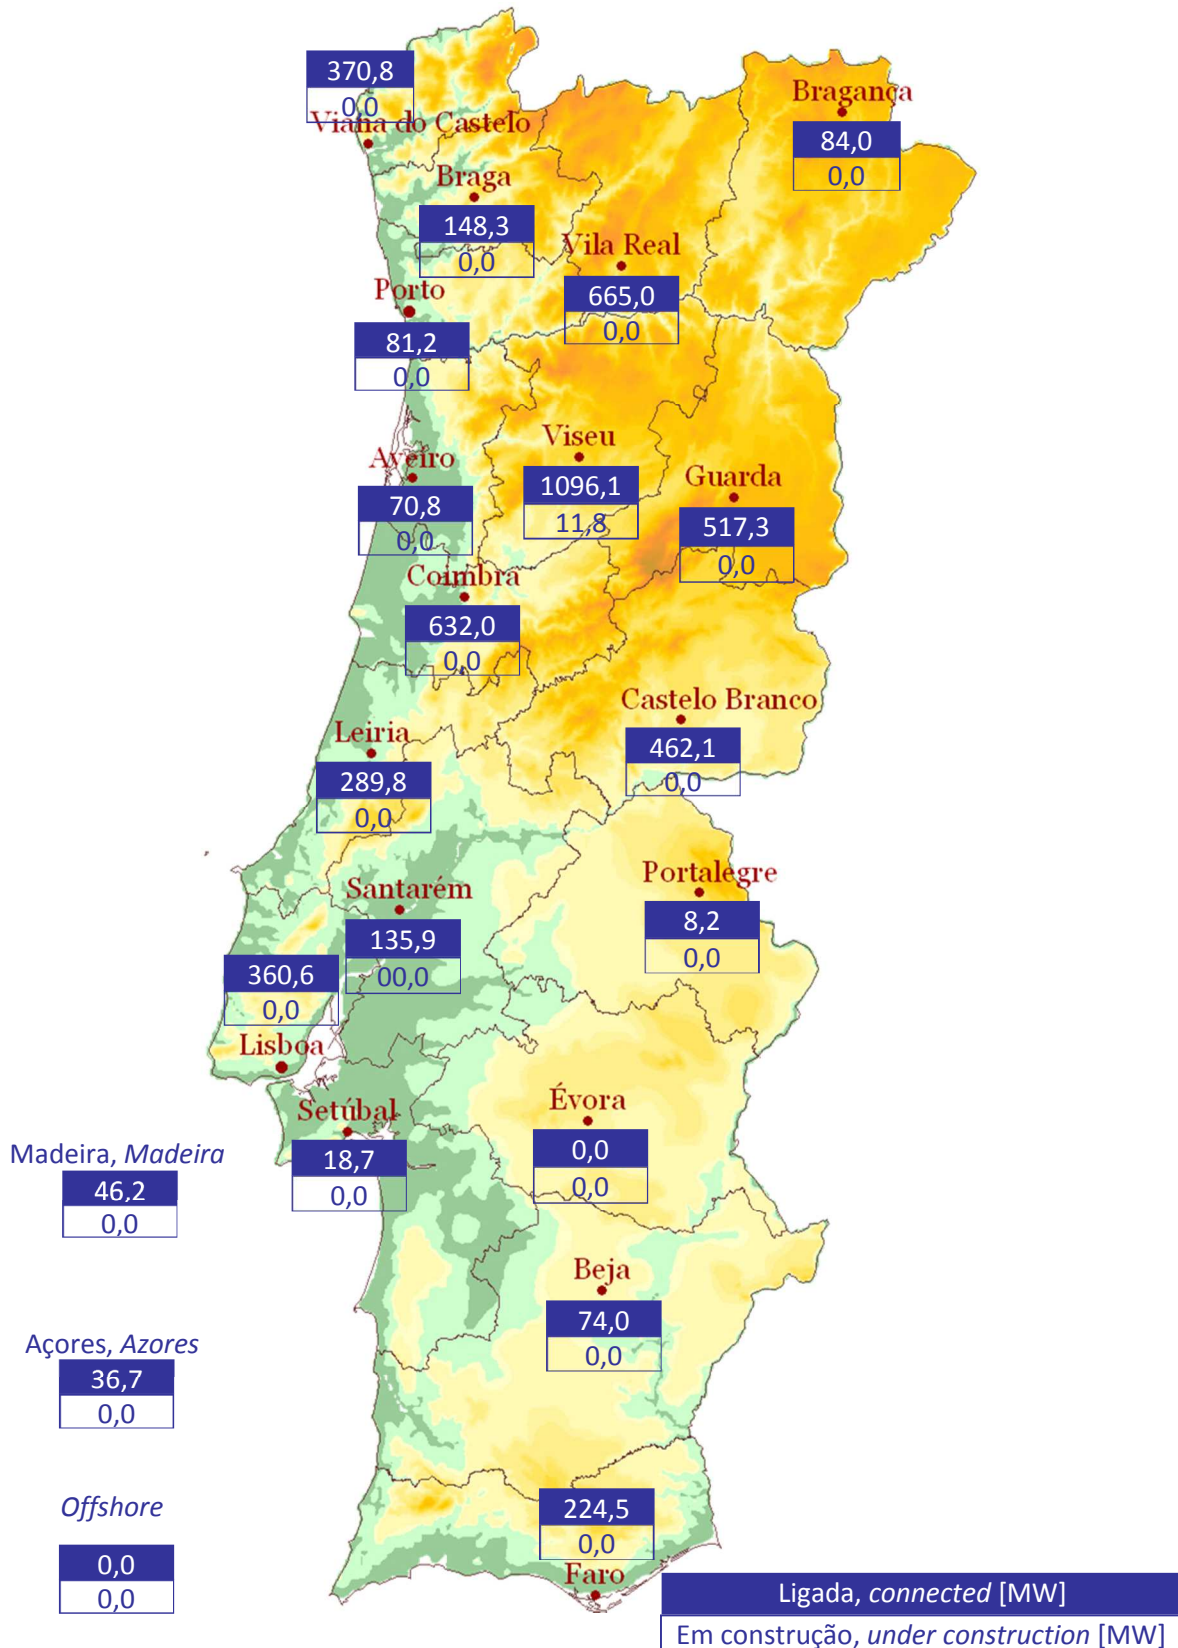 370,8
0,0
Viana do Castelo
Bragança
84,0
0,0
Braga
148,3
0,0
Vila Real
665,0
0,0
Porto
81,2
0,0
Viseu
1096,1
11,8
Aveiro
70,8
0,0
Guarda
517,3
0,0
Coimbra
632,0
0,0
Castelo Branco
462,1
0,0
Leiria
289,8
0,0
Portalegre
8,2
0,0
Santarém
135,9
00,0
360,6
0,0
Lisboa
Évora
0,0
0,0
Setúbal
18,7
0,0
Madeira, Madeira
46,2
0,0
Beja
74,0
0,0
Açores, Azores
36,7
0,0
Offshore
0,0
0,0
224,5
0,0
Faro
Ligada, connected [MW]
Em construção, under construction [MW]